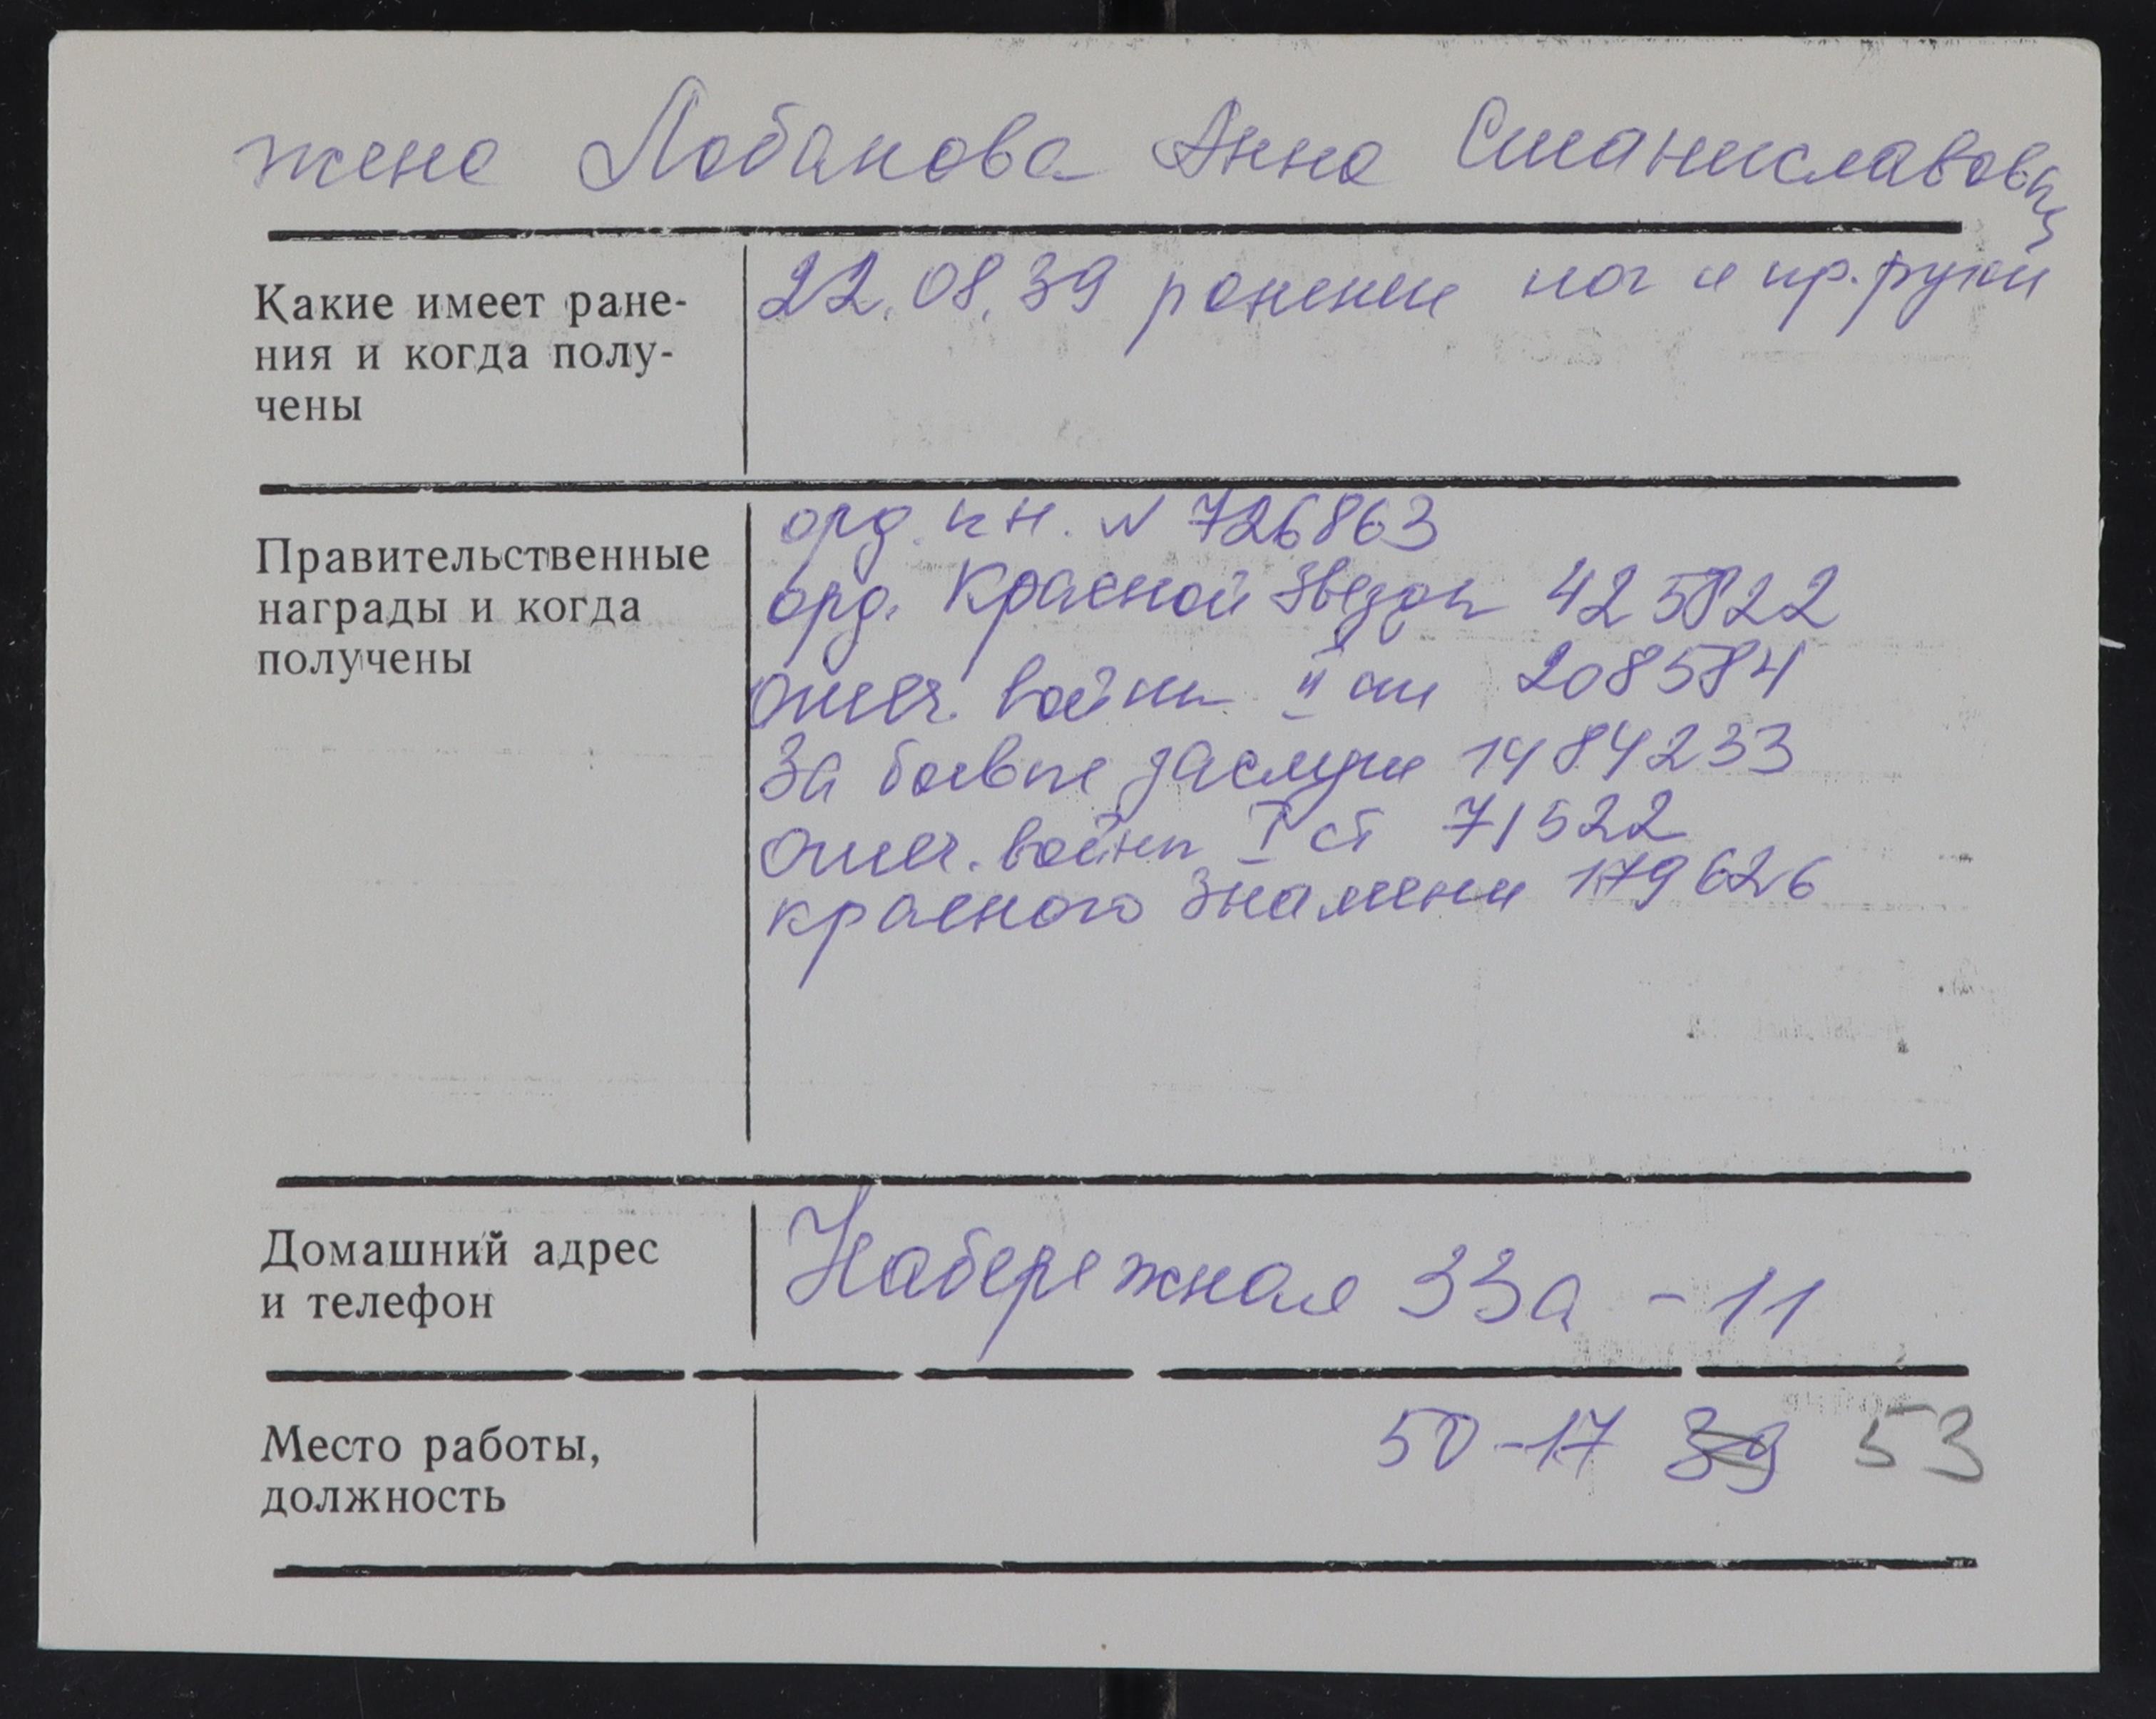 жена Лобанова Анна Станиславовна
Какие имеет ране-
ния и когда полу-
чены
22.08.39 ранение ног и пр. руки
Правительственные
награды и когда
получены
орд. кн. № 726863
орд. Красной Звезды 425822
отеч. войны II ст 208584
За боевые заслуги 1484233
отеч. войны I ст 71522
красного Знамени 179626
Домашний адрес
и телефон
Набережная 33а - 11
Место работы,
должность
50-17 39 53